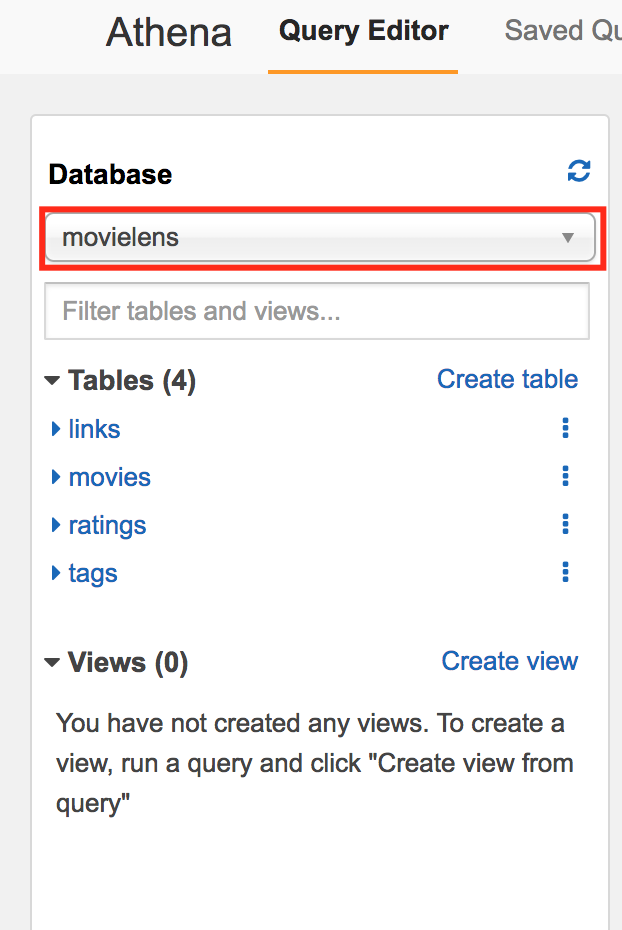 Athena Query Editor Saved Qu
Database
movielens
Filter tables and views...
Tables (4) Create table
links
movies
ratings
tags
Views (0) Create view
You have not created any views. To create a
view, run a query and click "Create view from
query"